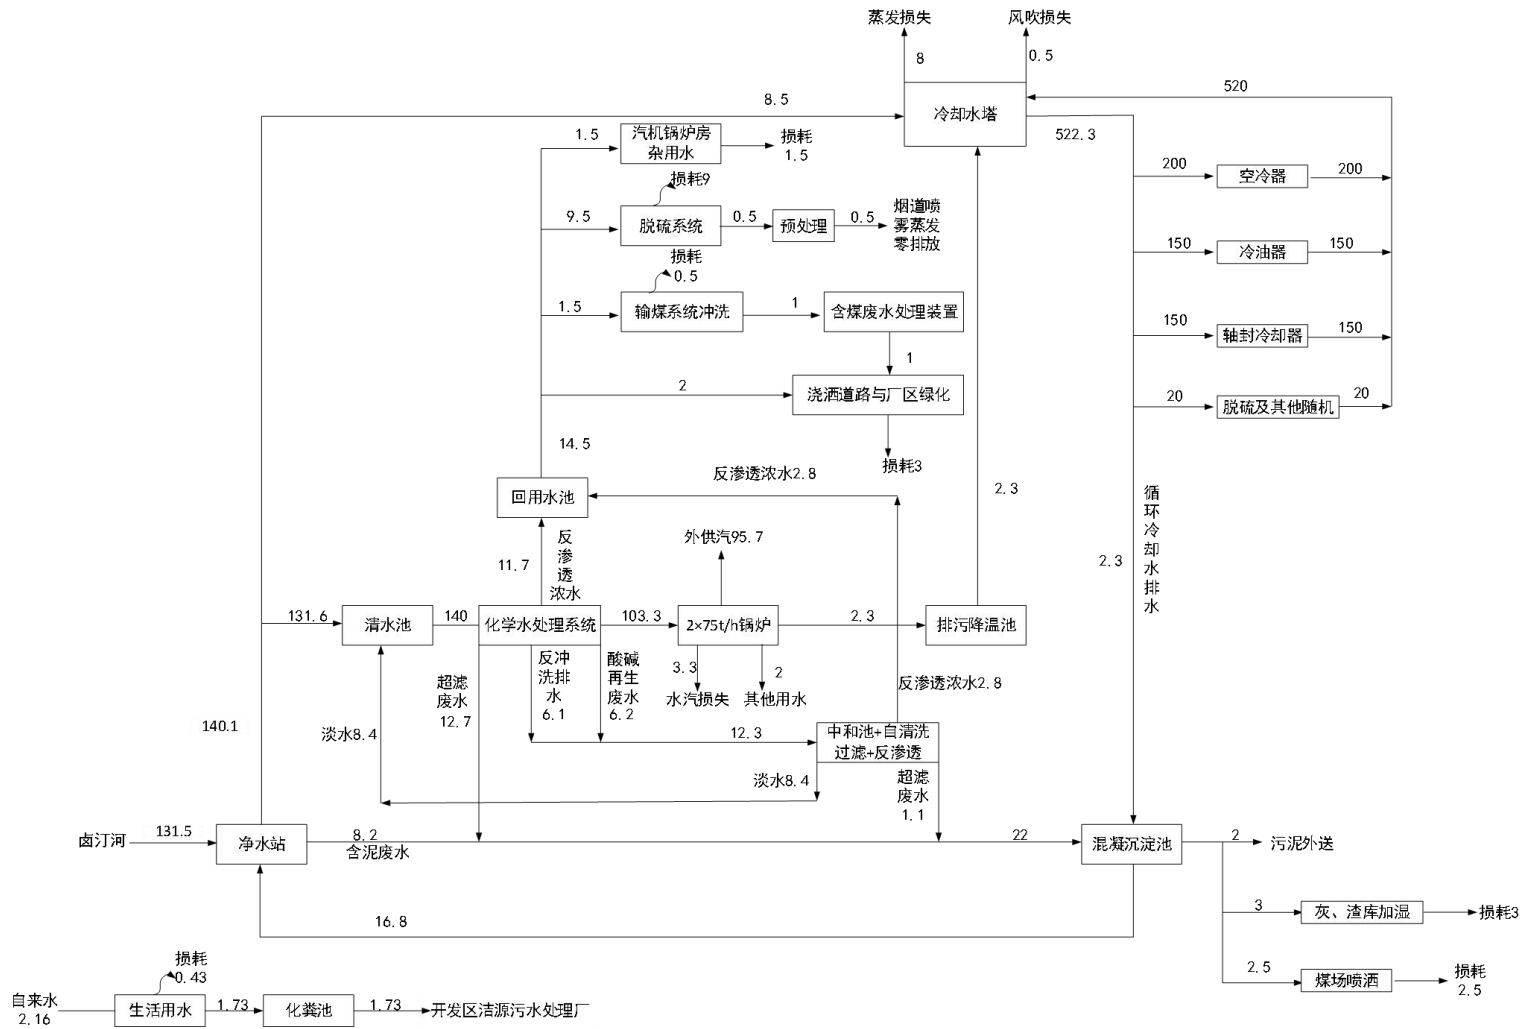 蒸发损失
风吹损失
8
0.5
520
8.5
冷却水塔
522.3
1.5
汽机锅炉房
杂用水
损耗
1.5
200
空冷器
200
损耗9
9.5
脱硫系统
0.5
预处理
0.5
烟道喷
雾蒸发
零排放
150
冷油器
150
损耗
0.5
1.5
输煤系统冲洗
1
含煤废水处理装置
150
轴封冷却器
150
1
2
浇洒道路与厂区绿化
20
脱硫及其他随机
20
14.5
损耗3
反渗透浓水2.8
回用水池
2.3
循
环
冷
却
水
排
水
2.3
外供汽95.7
11.7
反
渗
透
浓水
131.6
清水池
140
化学水处理系统
103.3
2×75t/h锅炉
2.3
排污降温池
超滤
废水
12.7
反冲
洗排
水
6.1
酸碱
再生
废水
6.2
3.3
水汽损失
2
其他用水
反渗透浓水2.8
140.1
淡水8.4
12.3
中和池+自清洗
过滤+反渗透
淡水8.4
超滤
废水
1.1
卤汀河
131.5
净水站
8.2
含泥废水
22
混凝沉淀池
2
污泥外送
16.8
3
灰、渣库加湿
损耗3
2.5
煤场喷洒
损耗
2.5
损耗
0.43
自来水
2.16
生活用水
1.73
化粪池
1.73
开发区洁源污水处理厂